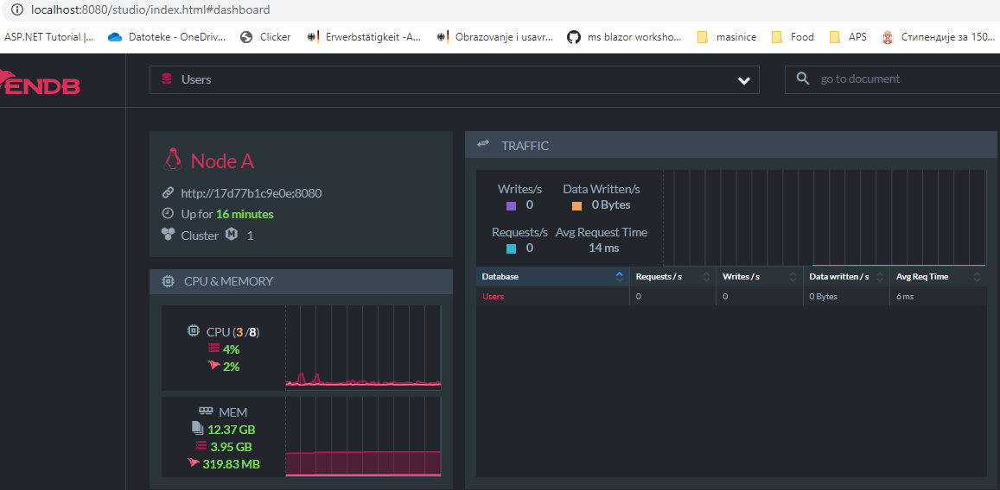 localhost:8080/studio/index.html#dashboard
ASP.NET Tutorial |... Datoteke - OneDriv... Clicker Erwerbstätigkeit -A... Obrazovanje i usavr... ms blazor worksho... masinice Food APS Стипендије за 150...
ENDB
Users
go to document
Node A
http://17d77b1c9e0e:8080
Up for 16 minutes
Cluster M 1
CPU & MEMORY
CPU (3 /8)
4%
2%
MEM
12.37 GB
3.95 GB
319.83 MB
TRAFFIC
Writes/s Data Written/s
0 0 Bytes
Requests/s Avg Request Time
0 14 ms
Database Requests / s Writes / s Data written / s Avg Req Time
Users 0 0 0 Bytes 6 ms